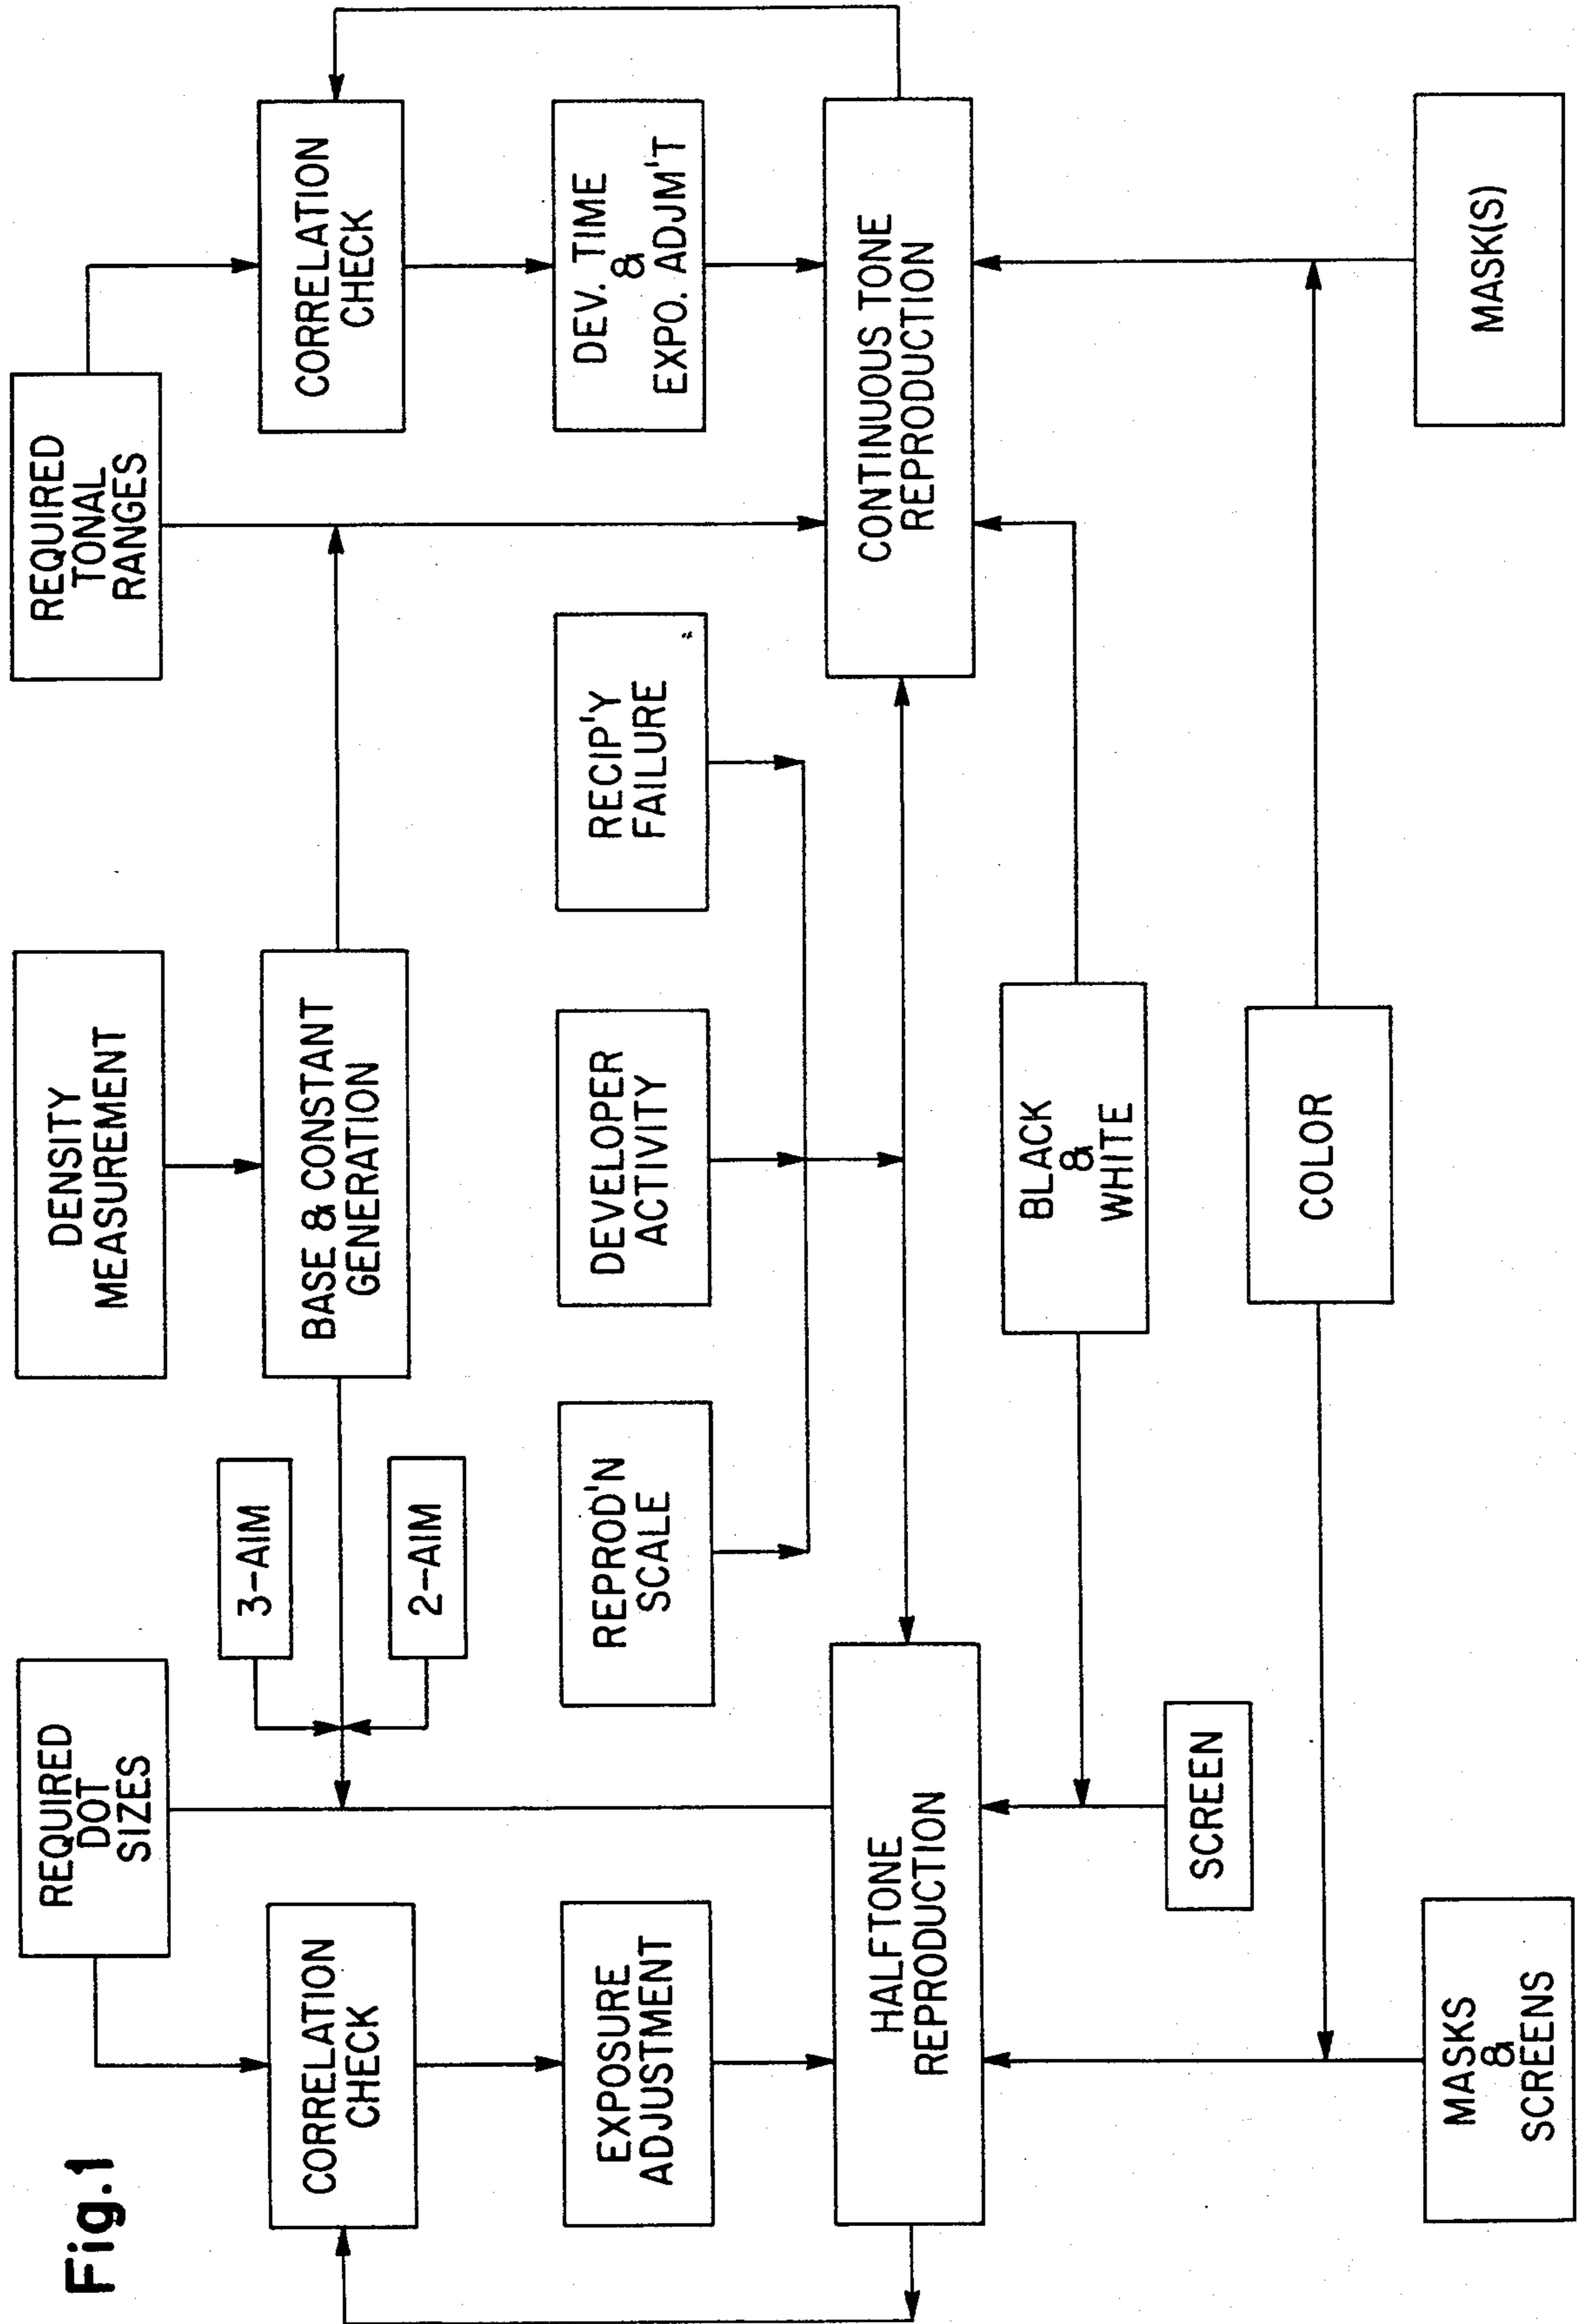 Fig.1
REQUIRED
DOT
SIZES
DENSITY
MEASUREMENT
REQUIRED
TONAL
RANGES
3-AIM
2-AIM
CORRELATION
CHECK
BASE & CONSTANT
GENERATION
CORRELATION
CHECK
EXPOSURE
ADJUSTMENT
REPROD'N
SCALE
DEVELOPER
ACTIVITY
RECIP'Y
FAILURE
DEV. TIME
&
EXPO. ADJM'T
HALFTONE
REPRODUCTION
CONTINUOUS TONE
REPRODUCTION
BLACK
&
WHITE
SCREEN
COLOR
MASKS
&
SCREENS
MASK(S)